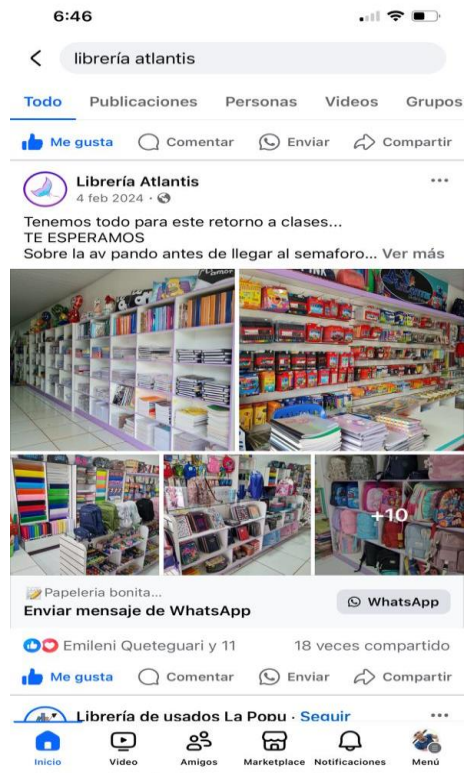 6:46
librería atlantis
Todo Publicaciones Personas Videos Grupos
Me gusta Comentar Enviar Compartir
Librería Atlantis
4 feb 2024 ·
Tenemos todo para este retorno a clases...
TE ESPERAMOS
Sobre la av pando antes de llegar al semaforo... Ver más
+10
Papeleria bonita...
Enviar mensaje de WhatsApp
WhatsApp
Emileni Queteguari y 11 18 veces compartido
Me gusta Comentar Enviar Compartir
Librería de usados La Popu · Seguir
Inicio Video Amigos Marketplace Notificaciones Menú